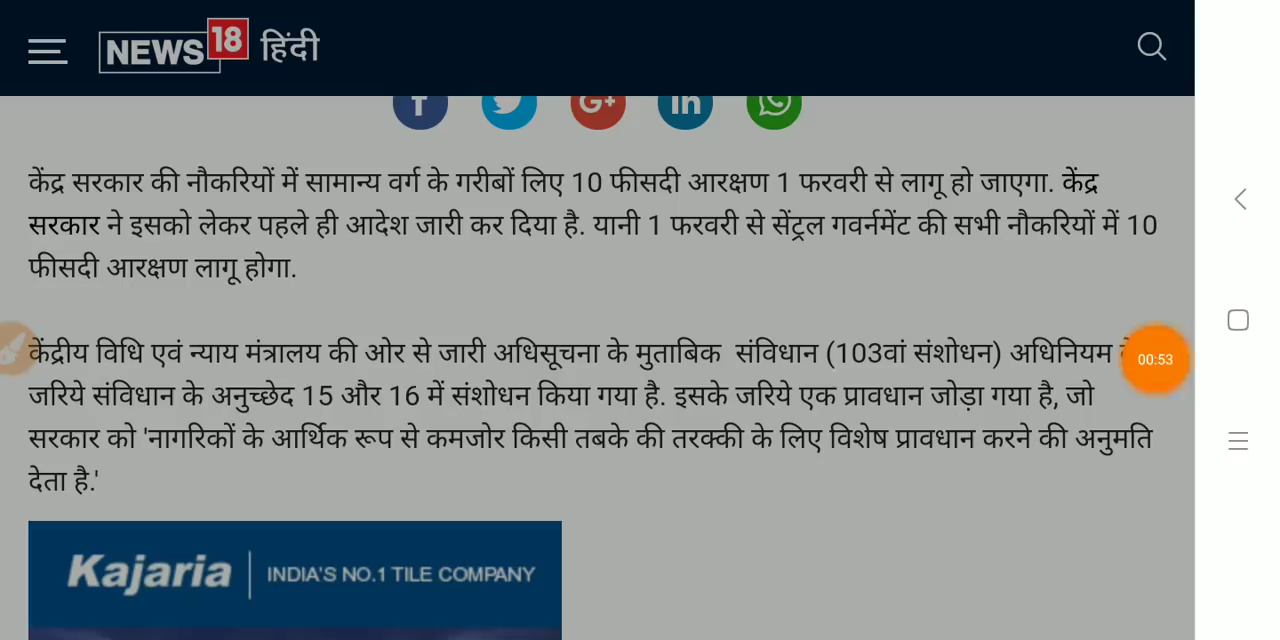 NEWS 18 हिंदी
केंद्र सरकार की नौकरियों में सामान्य वर्ग के गरीबों लिए 10 फीसदी आरक्षण 1 फरवरी से लागू हो जाएगा. केंद्र
सरकार ने इसको लेकर पहले ही आदेश जारी कर दिया है. यानी 1 फरवरी से सेंट्रल गवर्नमेंट की सभी नौकरियों में 10
फीसदी आरक्षण लागू होगा.
केंद्रीय विधि एवं न्याय मंत्रालय की ओर से जारी अधिसूचना के मुताबिक संविधान (103वां संशोधन) अधिनियम
00:53
जरिये संविधान के अनुच्छेद 15 और 16 में संशोधन किया गया है. इसके जरिये एक प्रावधान जोड़ा गया है, जो
सरकार को 'नागरिकों के आर्थिक रूप से कमजोर किसी तबके की तरक्की के लिए विशेष प्रावधान करने की अनुमति
देता है.'
Kajaria INDIA'S NO.1 TILE COMPANY